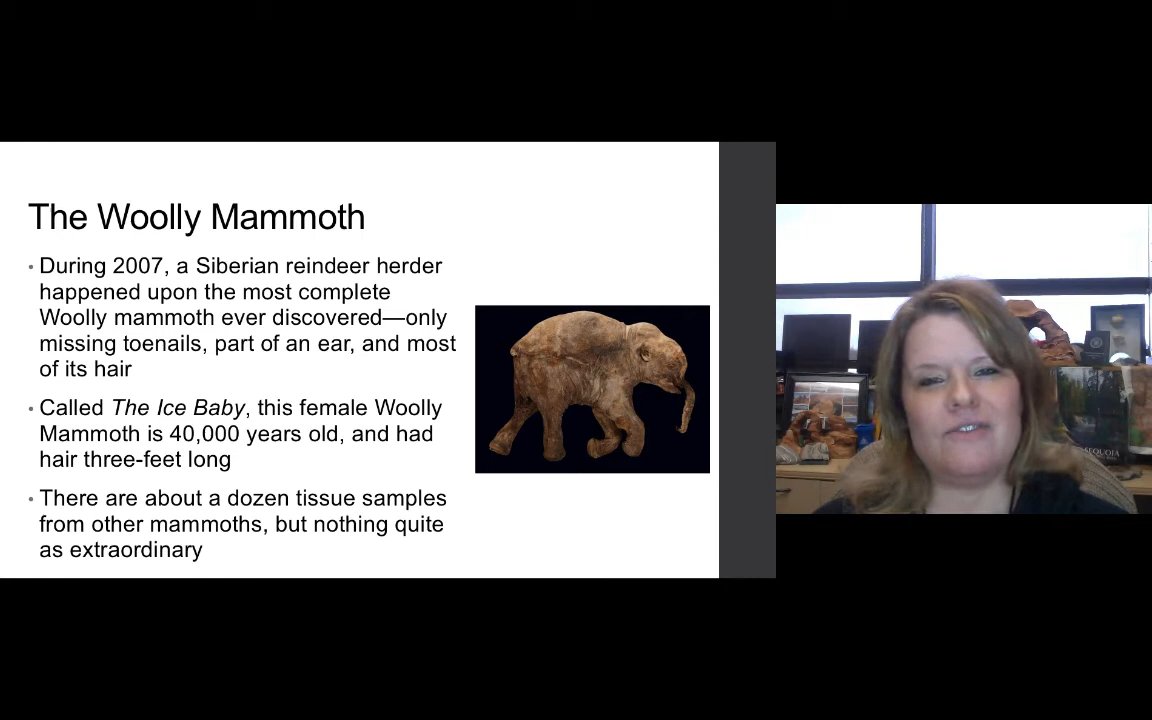 The Woolly Mammoth
• During 2007, a Siberian reindeer herder
happened upon the most complete
Woolly mammoth ever discovered—only
missing toenails, part of an ear, and most
of its hair
• Called The Ice Baby, this female Woolly
Mammoth is 40,000 years old, and had
hair three-feet long
• There are about a dozen tissue samples
from other mammoths, but nothing quite
as extraordinary
SEQUOIA